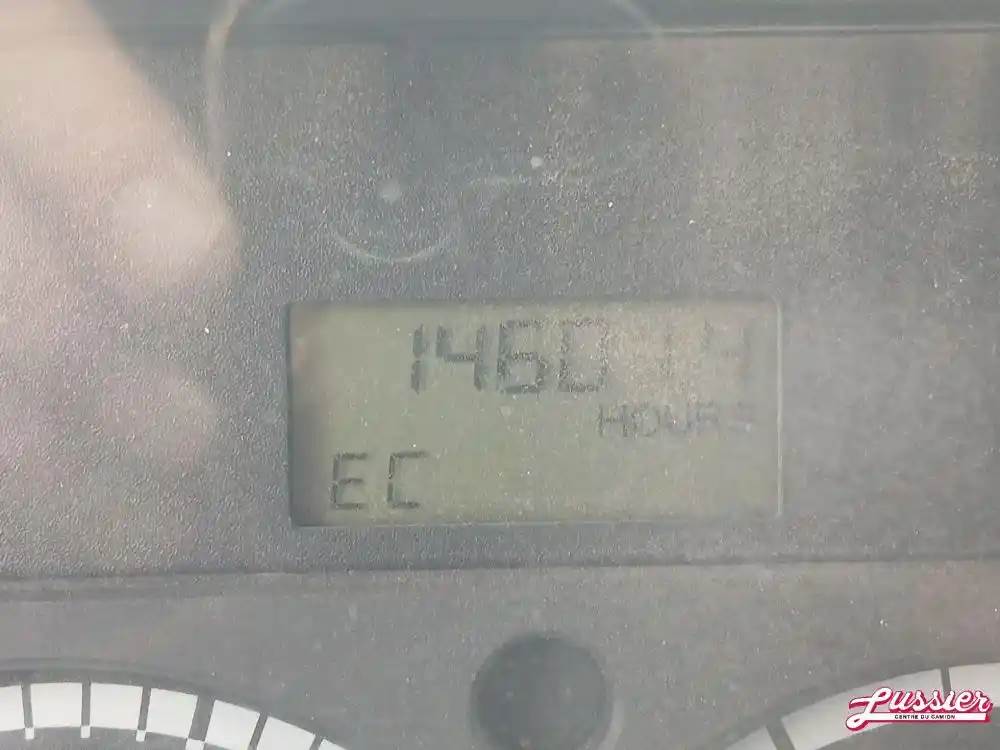 1460
HOURS
EC
Lussier
CENTRE DU CAMION